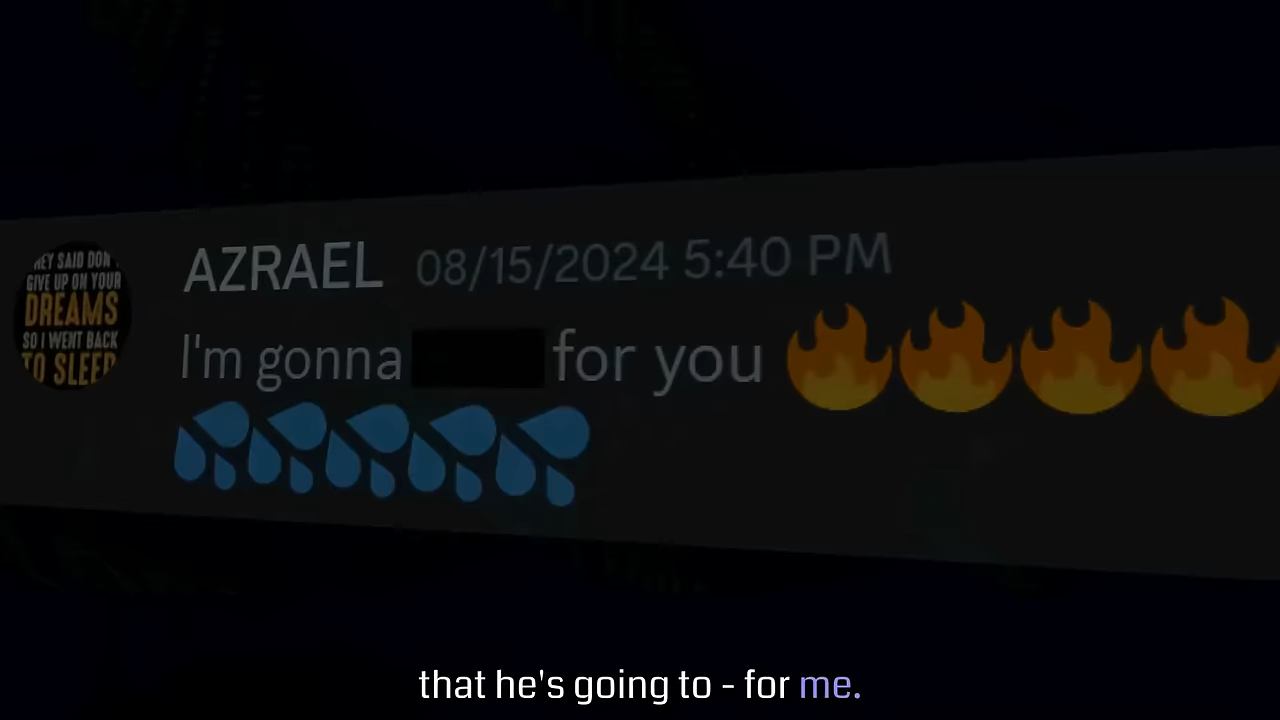 HEY SAID DON
GIVE UP ON YOUR
DREAMS
SO I WENT BACK
TO SLEEP
AZRAEL 08/15/2024 5:40 PM
I'm gonna for you 🔥🔥🔥🔥
💦💦💦💦💦
that he's going to - for me.